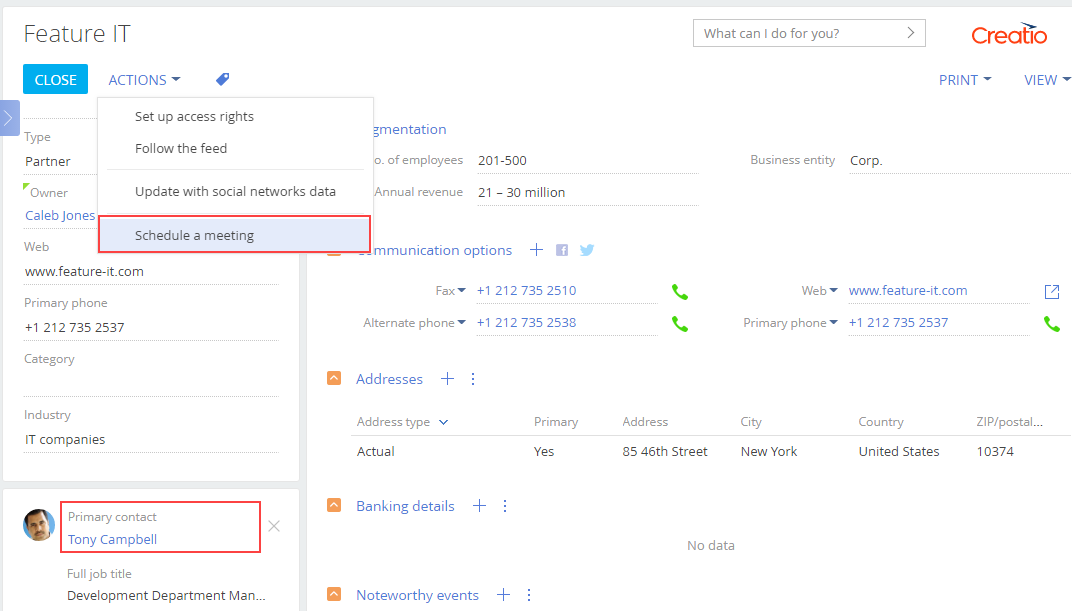 Feature IT
What can I do for you?
Creatio
CLOSE
ACTIONS
PRINT
VIEW
Set up access rights
Follow the feed
Update with social networks data
Schedule a meeting
Type
Partner
Owner
Caleb Jones
Web
www.feature-it.com
Primary phone
+1 212 735 2537
Category
Industry
IT companies
Primary contact
Tony Campbell
Full job title
Development Department Man...
gmentation
o. of employees 201-500
Business entity Corp.
Annual revenue 21 – 30 million
ommunication options
Fax +1 212 735 2510
Web www.feature-it.com
Alternate phone +1 212 735 2538
Primary phone +1 212 735 2537
Addresses
Address type Primary Address City Country ZIP/postal...
Actual Yes 85 46th Street New York United States 10374
Banking details
No data
Noteworthy events